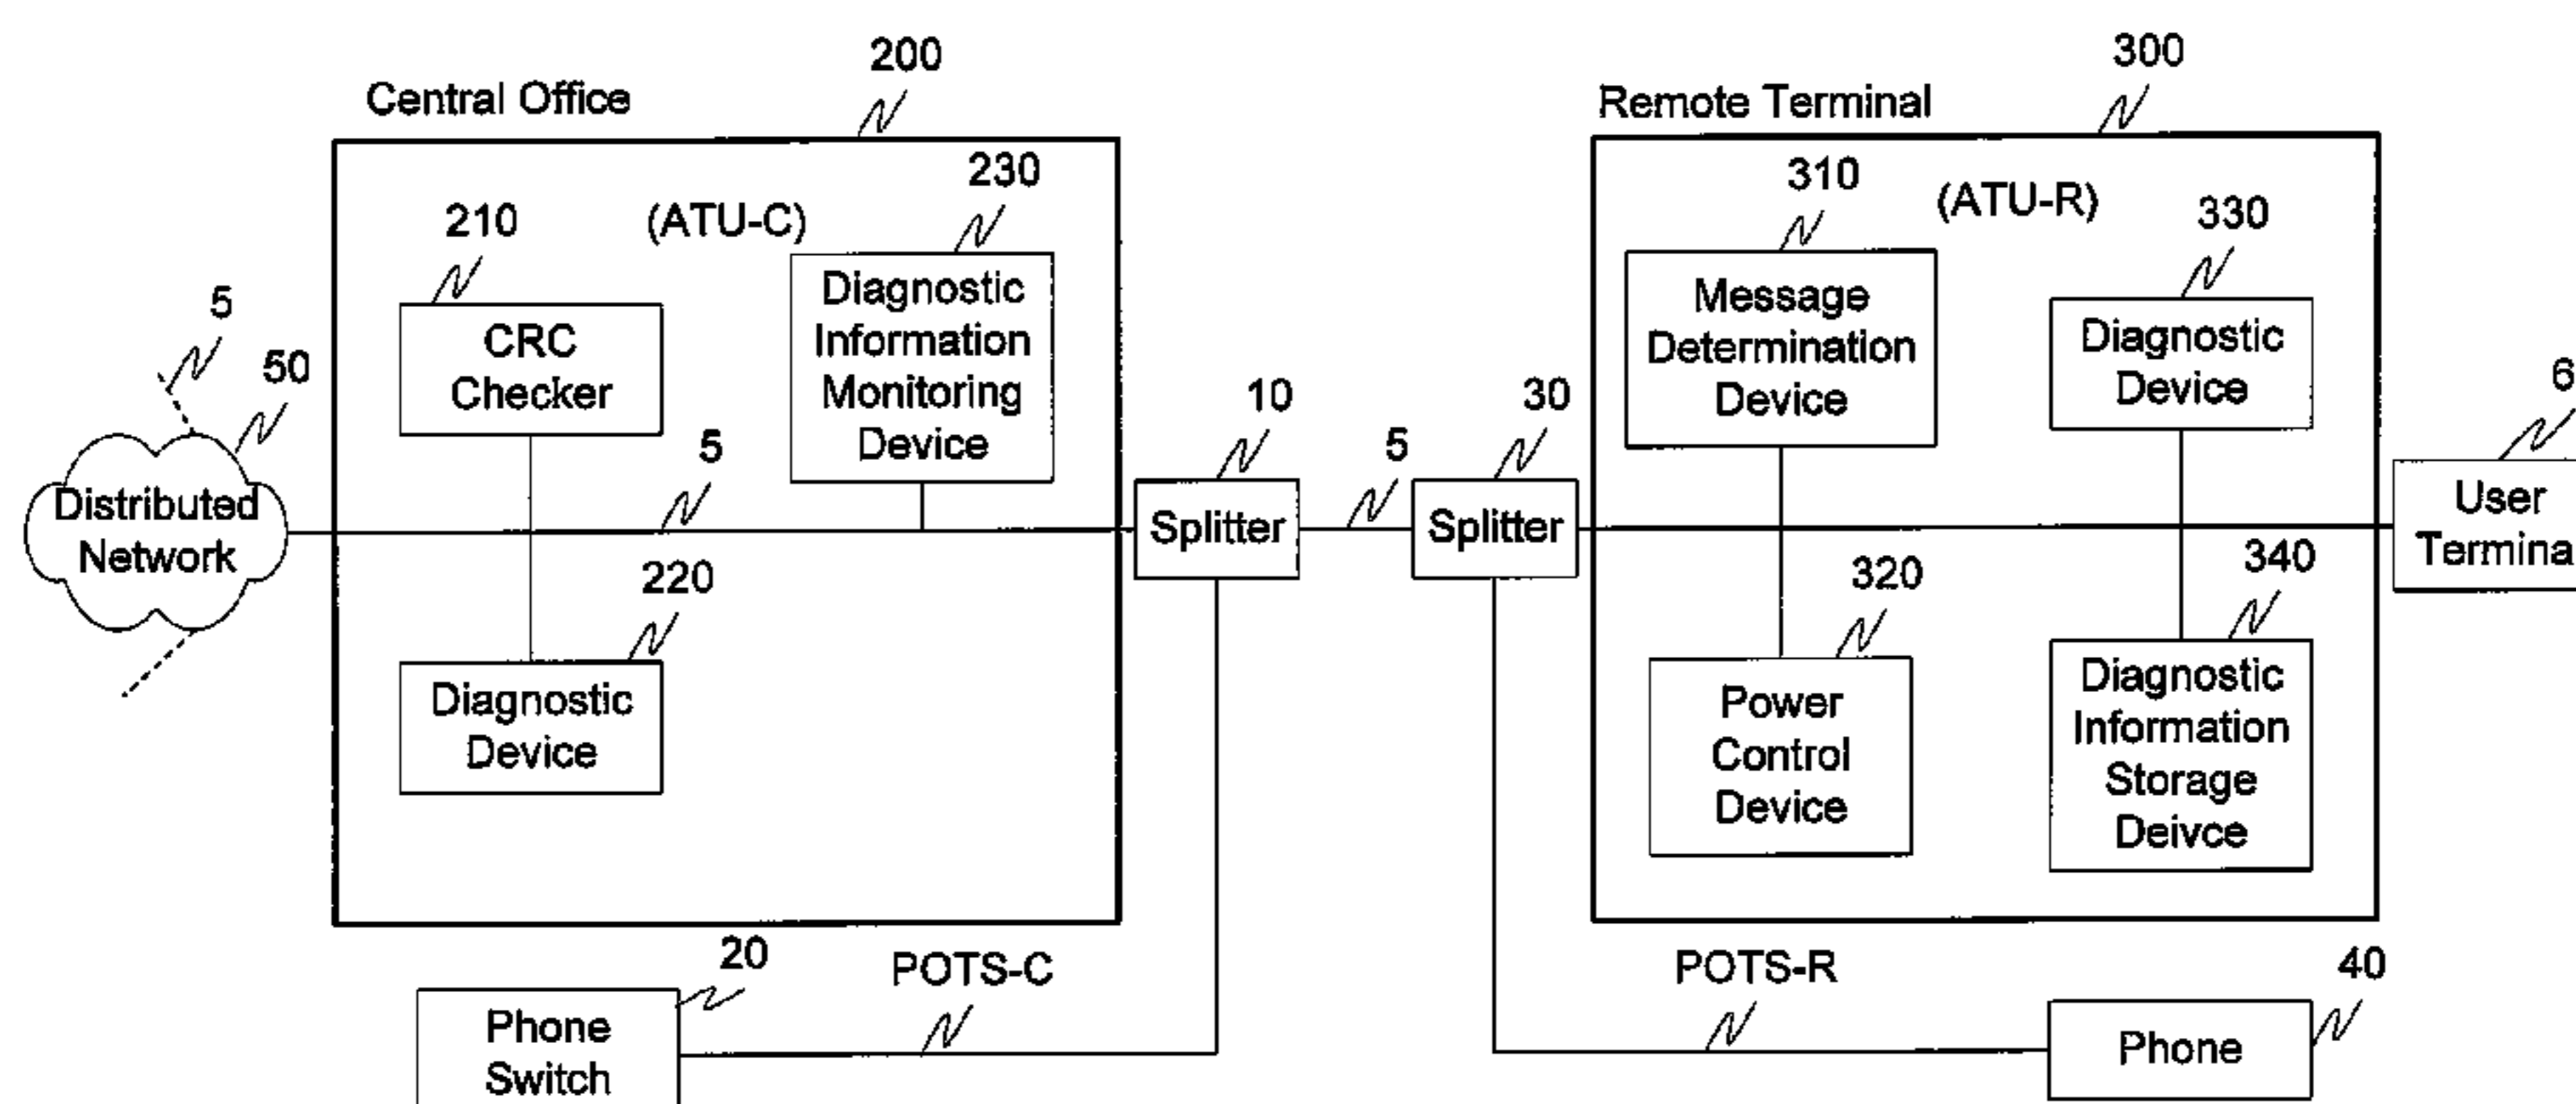 200
300
Central Office
Remote Terminal
230
310
(ATU-C)
(ATU-R)
210
330
Diagnostic
Information
Monitoring
Device
Message
Determination
Device
5
50
CRC
Checker
Diagnostic
Device
6
10
5
30
5
User
Distributed
Network
Splitter
Splitter
220
320
340
Diagnostic
Device
Power
Control
Device
Diagnostic
Information
Storage
Deivce
20
POTS-C
POTS-R
40
Phone
Switch
Phone